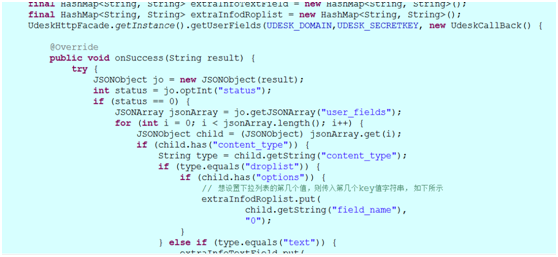 final HashMap<String, String> extraInfoTextField = new HashMap<String, String>();
final HashMap<String, String> extraInfodRoplist = new HashMap<String, String>();
UdeskHttpFacade.getInstance().getUserFields(UDESK_DOMAIN,UDESK_SECRETKEY, new UdeskCallBack() {
@Override
public void onSuccess(String result) {
try {
JSONObject jo = new JSONObject(result);
int status = jo.optInt("status");
if (status == 0) {
JSONArray jsonArray = jo.getJSONArray("user_fields");
for (int i = 0; i < jsonArray.length(); i++) {
JSONObject child = (JSONObject) jsonArray.get(i);
if (child.has("content_type")) {
String type = child.getString("content_type");
if (type.equals("droplist")) {
if (child.has("options")) {
// 想设置下拉列表的第几个值，则传入第几个key值字符串，如下所示
extraInfodRoplist.put(
child.getString("field_name"),
"0");
}
} else if (type.equals("text")) {
extraInfoTextField.put(